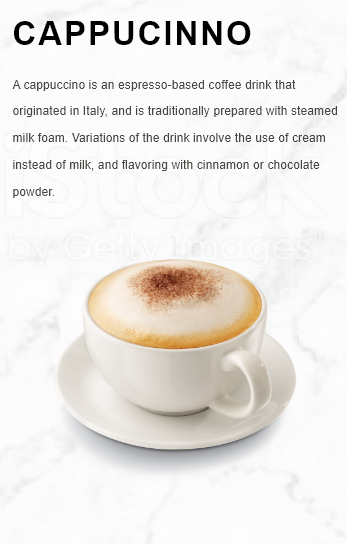 CAPPUCINNO
A cappuccino is an espresso-based coffee drink that
originated in Italy, and is traditionally prepared with steamed
milk foam. Variations of the drink involve the use of cream
instead of milk, and flavoring with cinnamon or chocolate
powder.
iStock
by Getty Images™